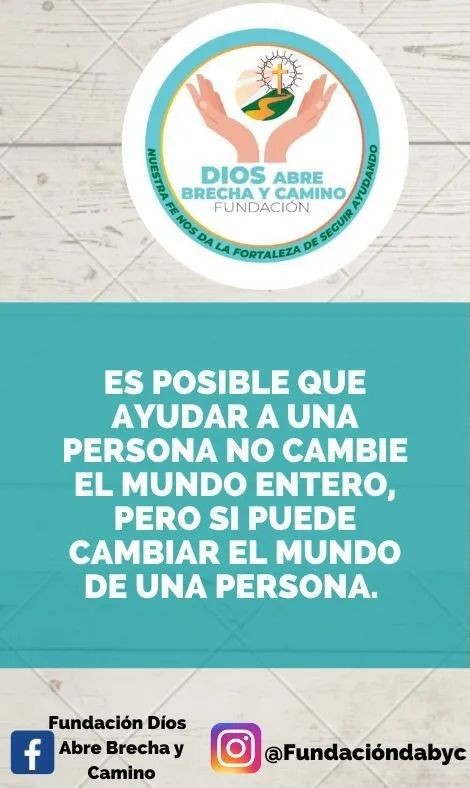 DIOS ABRE
BRECHA Y CAMINO
FUNDACIÓN
NUESTRA FE NOS DA LA FORTALEZA DE SEGUIR AYUDANDO
ES POSIBLE QUE
AYUDAR A UNA
PERSONA NO CAMBIE
EL MUNDO ENTERO,
PERO SI PUEDE
CAMBIAR EL MUNDO
DE UNA PERSONA.
Fundación Díos
Abre Brecha y
Camino
@Fundacióndabyc